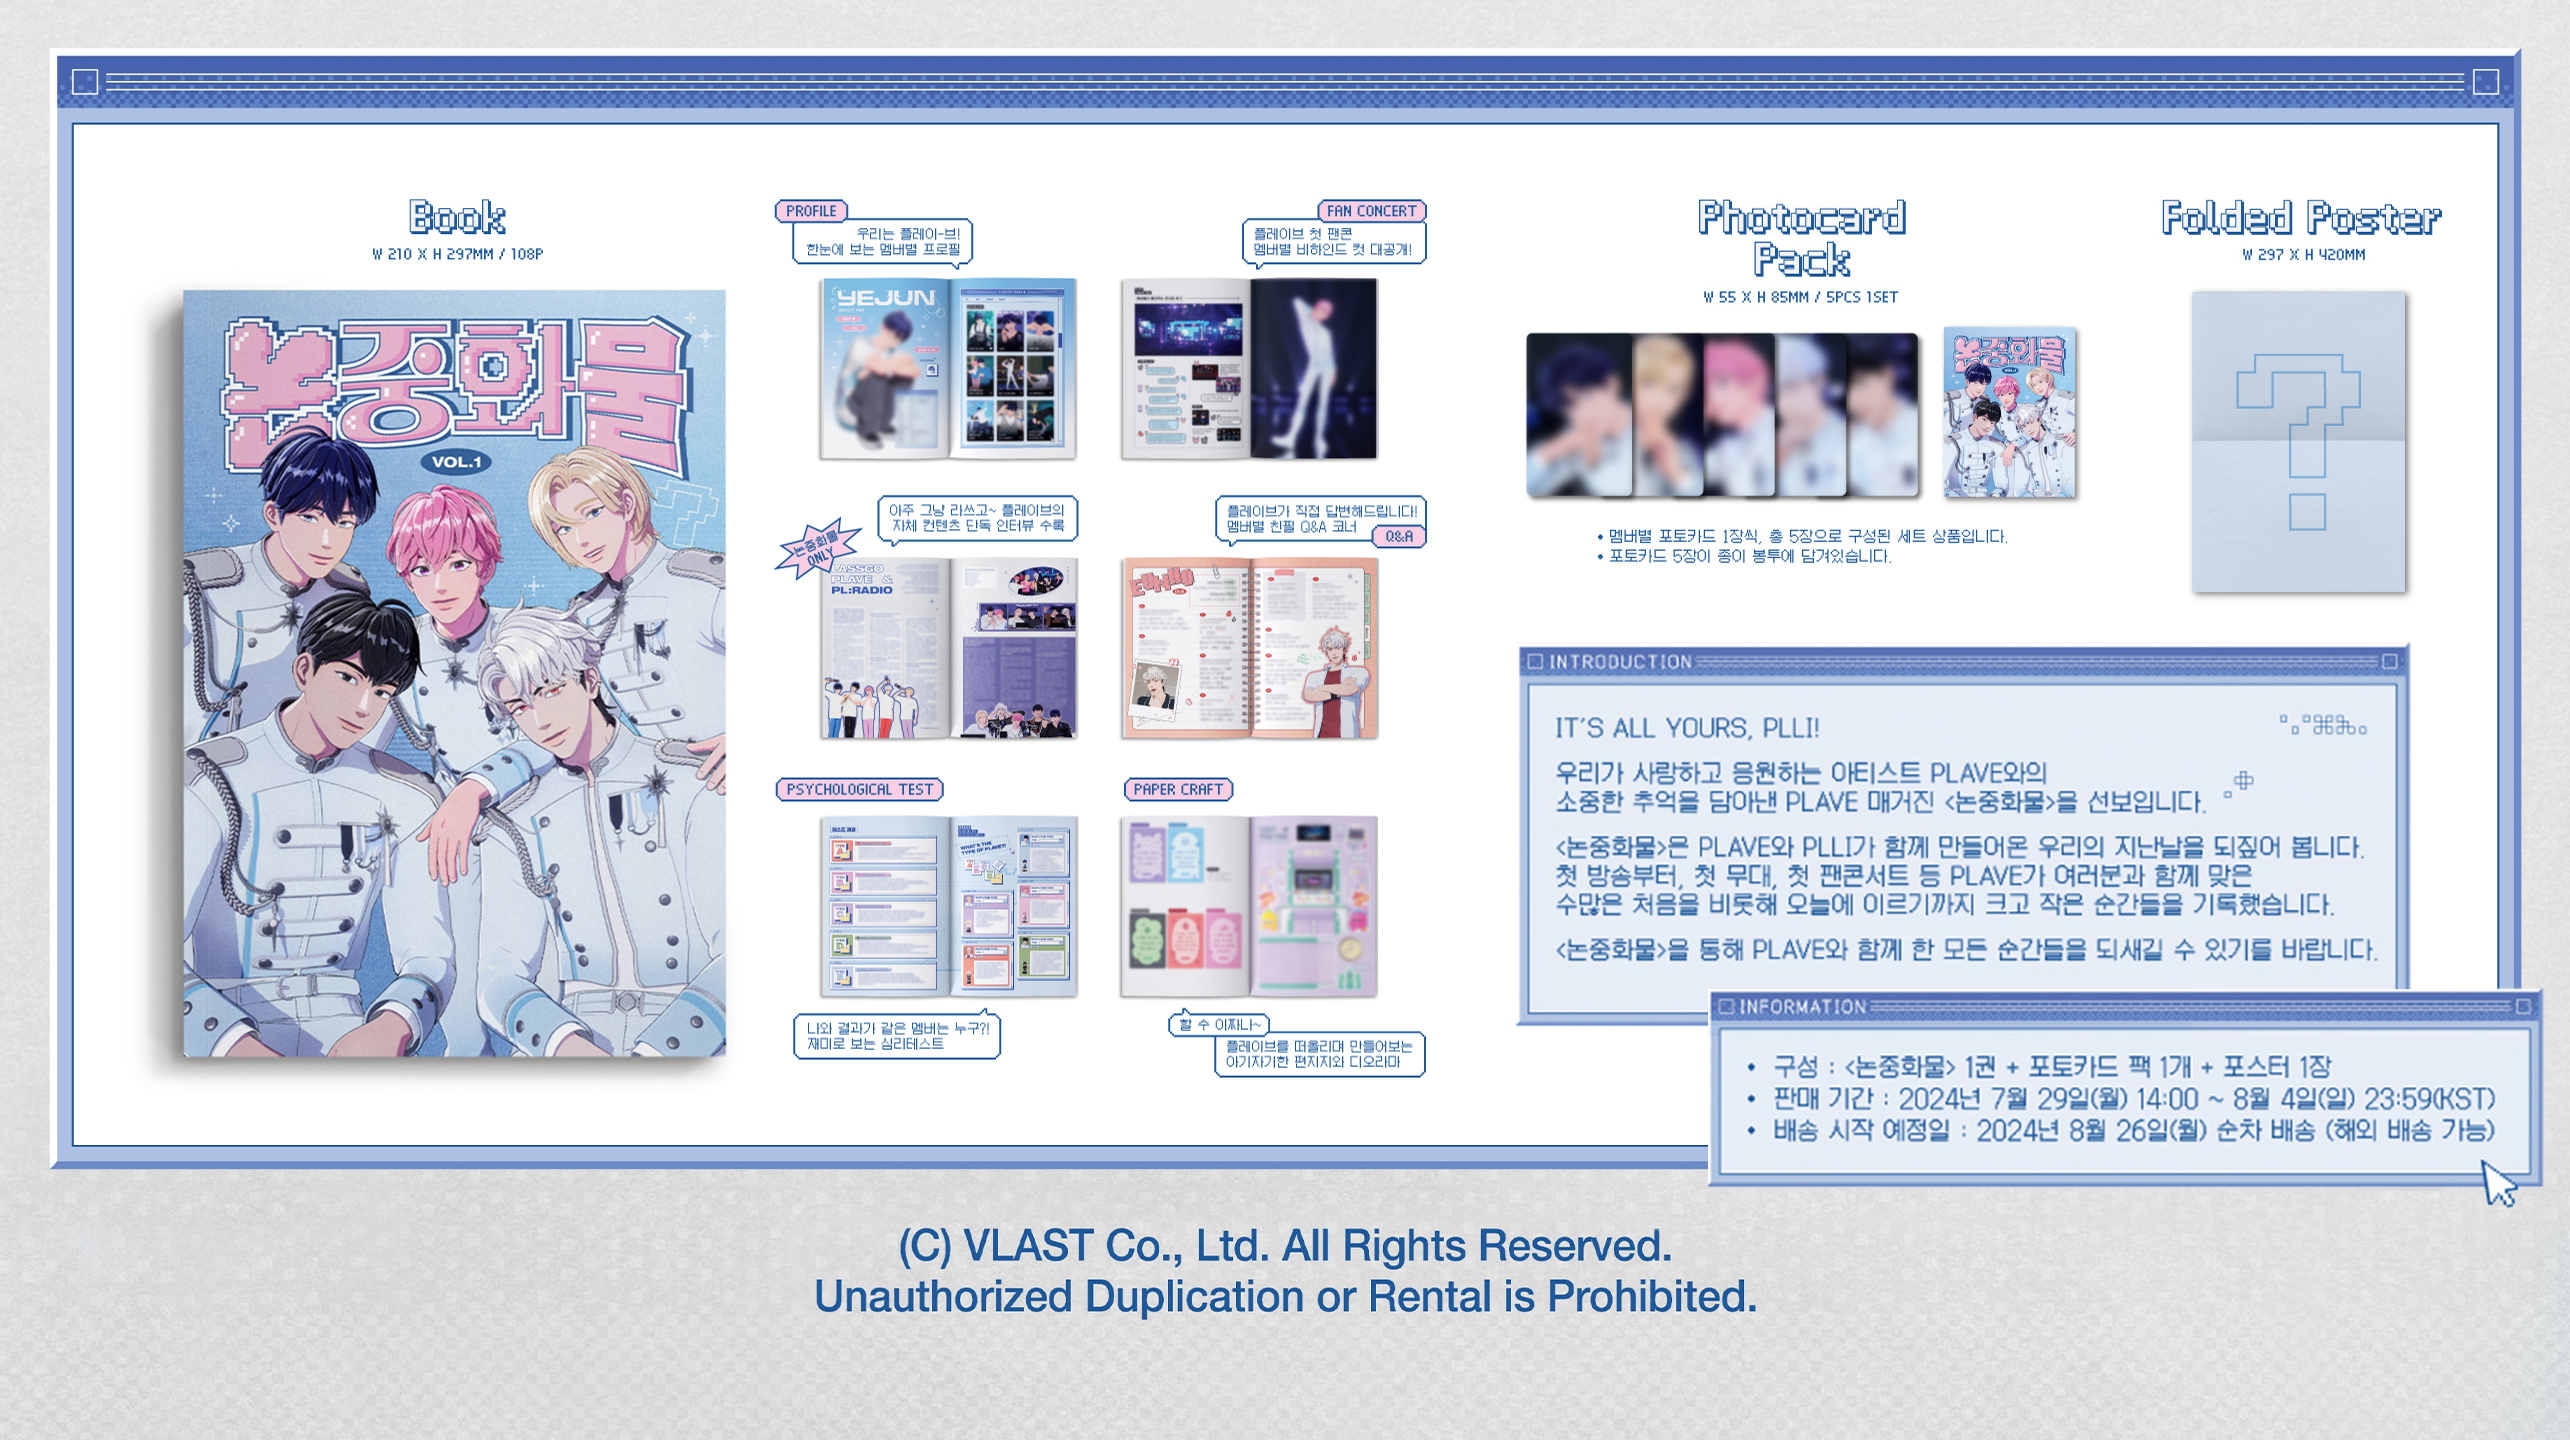 Book
W 210 X H 297MM / 108P
논중화물
VOL.1
PROFILE
우리는 플레이-브!
한눈에 보는 멤버별 프로필
YEJUN
FAN CONCERT
플레이브 첫 팬콘
멤버별 비하인드 컷 대공개!
논중화물
ONLY
아주 그냥 라쓰고~ 플레이브의
자체 컨텐츠 단독 인터뷰 수록
PLAVE &
PL:RADIO
플레이브가 직접 답변해드립니다!
멤버별 친필 Q&A 코너
Q&A
PSYCHOLOGICAL TEST
WHAT'S THE
TYPE OF PLAVE?
나와 결과가 같은 멤버는 누구?!
재미로 보는 심리테스트
PAPER CRAFT
할 수 이짜나~
플레이브를 떠올리며 만들어보는
아기자기한 편지지와 디오라마
Photocard
Pack
W 55 X H 85MM / 5PCS 1SET
논중화물
• 멤버별 포토카드 1장씩, 총 5장으로 구성된 세트 상품입니다.
• 포토카드 5장이 종이 봉투에 담겨있습니다.
Folded Poster
W 297 X H 420MM
?
INTRODUCTION
IT'S ALL YOURS, PLLI!
우리가 사랑하고 응원하는 아티스트 PLAVE와의
소중한 추억을 담아낸 PLAVE 매거진 <논중화물>을 선보입니다.
<논중화물>은 PLAVE와 PLLI가 함께 만들어온 우리의 지난날을 되짚어 봅니다.
첫 방송부터, 첫 무대, 첫 팬콘서트 등 PLAVE가 여러분과 함께 맞은
수많은 처음을 비롯해 오늘에 이르기까지 크고 작은 순간들을 기록했습니다.
<논중화물>을 통해 PLAVE와 함께 한 모든 순간들을 되새길 수 있기를 바랍니다.
INFORMATION
• 구성 : <논중화물> 1권 + 포토카드 팩 1개 + 포스터 1장
• 판매 기간 : 2024년 7월 29일(월) 14:00 ~ 8월 4일(일) 23:59(KST)
• 배송 시작 예정일 : 2024년 8월 26일(월) 순차 배송 (해외 배송 가능)
(C) VLAST Co., Ltd. All Rights Reserved.
Unauthorized Duplication or Rental is Prohibited.